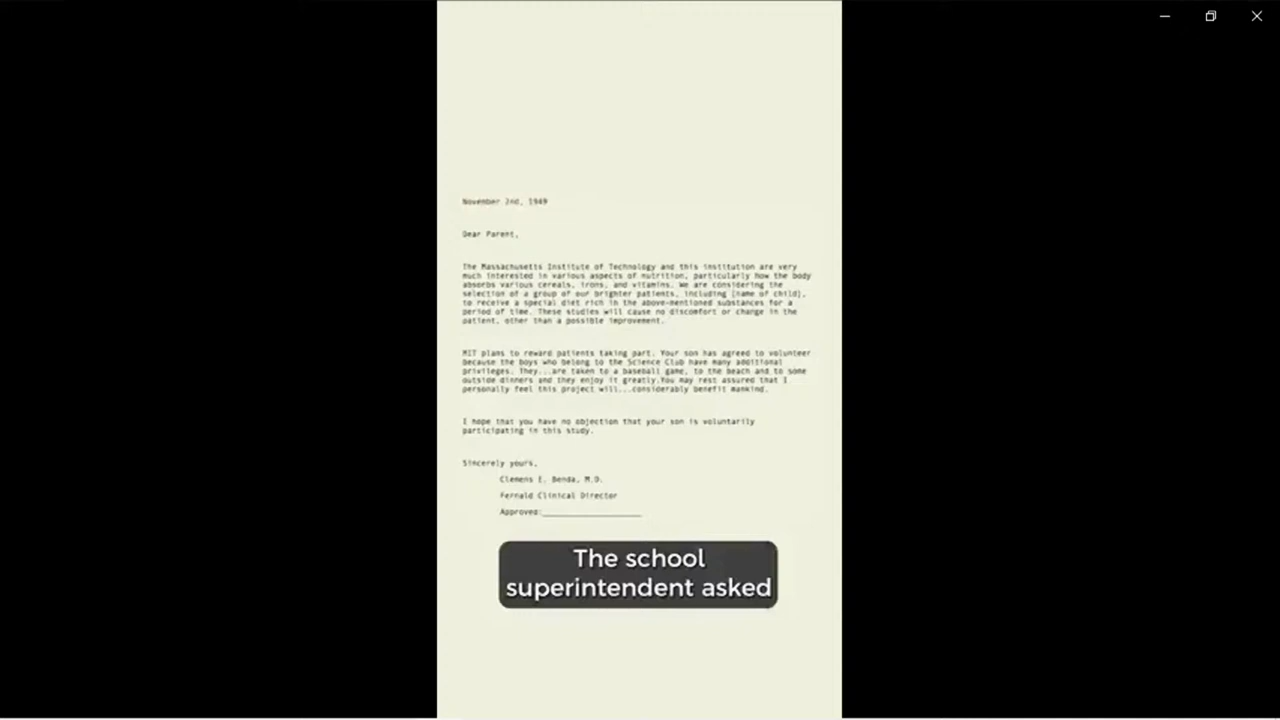 November 2nd, 1949
Dear Parent,
The Massachusetts Institute of Technology and this institution are very
much interested in various aspects of nutrition, particularly how the body
absorbs various cereals, irons, and vitamins. We are considering the
selection of a group of our brighter patients, including [name of child],
to receive a special diet rich in the above-mentioned substances for a
period of time. These studies will cause no discomfort or change in the
patient, other than a possible improvement.
MIT plans to reward patients taking part. Your son has agreed to volunteer
because the boys who belong to the Science Club have many additional
privileges. They...are taken to a baseball game, to the beach and to some
outside dinners and they enjoy it greatly.You may rest assured that I
personally feel this project will...considerably benefit mankind.
I hope that you have no objection that your son is voluntarily
participating in this study.
Sincerely yours,
Clemens E. Benda, M.D.
Fernald Clinical Director
Approved:____________________
The school
superintendent asked